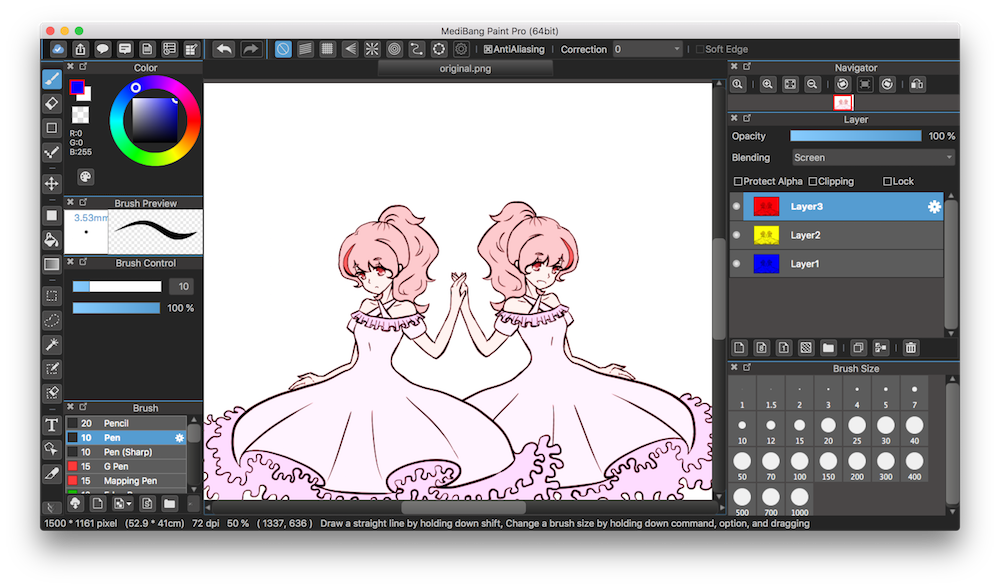 MediBang Paint Pro (64bit)
AntiAliasing Correction 0 Soft Edge
Color
original.png
Navigator
R:0
G:0
B:255
Brush Preview
3.53mm
Brush Control
10
100 %
Brush
20 Pencil
10 Pen
10 Pen (Sharp)
15 G Pen
15 Mapping Pen
Layer
Opacity 100 %
Blending Screen
Protect Alpha Clipping Lock
Layer3
Layer2
Layer1
Brush Size
1 1.5 2 3 4 5 7
10 12 15 20 25 30 40
50 70 100 150 200 300 400
500 700 1000
1500 * 1161 pixel (52.9 * 41cm) 72 dpi 50 % ( 1337, 636 ) Draw a straight line by holding down shift, Change a brush size by holding down command, option, and dragging